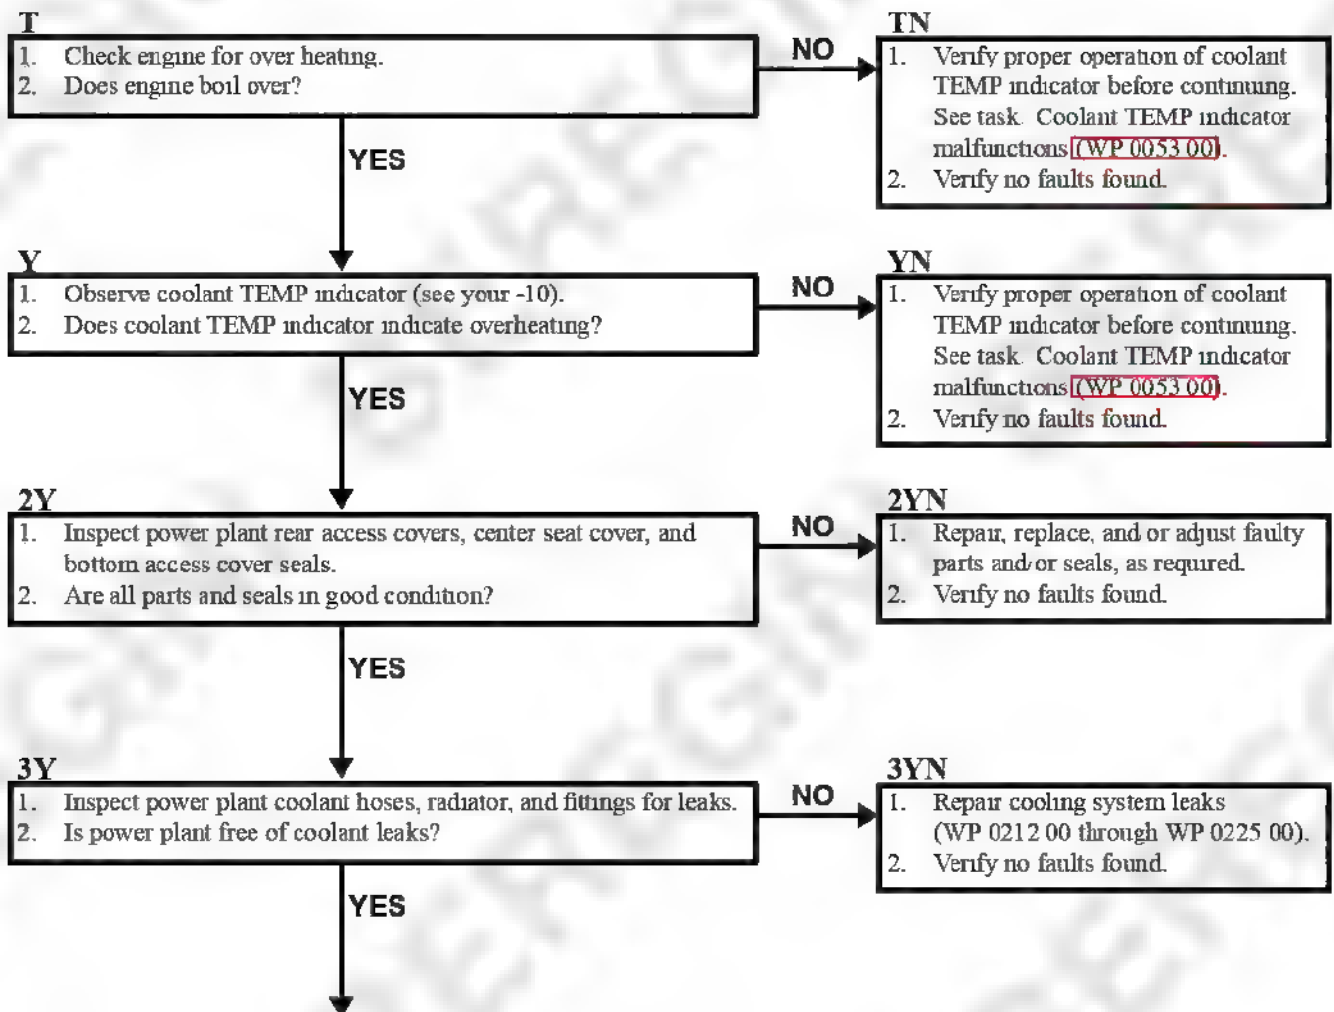 T
1. Check engine for over heating.
2. Does engine boil over?
NO
TN
1. Verify proper operation of coolant
TEMP indicator before continuing.
See task. Coolant TEMP indicator
malfunctions (WP 0053 00).
2. Verify no faults found.
YES
Y
1. Observe coolant TEMP indicator (see your -10).
2. Does coolant TEMP indicator indicate overheating?
NO
YN
1. Verify proper operation of coolant
TEMP indicator before continuing.
See task. Coolant TEMP indicator
malfunctions (WP 0053 00).
2. Verify no faults found.
YES
2Y
1. Inspect power plant rear access covers, center seat cover, and
bottom access cover seals.
2. Are all parts and seals in good condition?
NO
2YN
1. Repair, replace, and or adjust faulty
parts and/or seals, as required.
2. Verify no faults found.
YES
3Y
1. Inspect power plant coolant hoses, radiator, and fittings for leaks.
2. Is power plant free of coolant leaks?
NO
3YN
1. Repair cooling system leaks
(WP 0212 00 through WP 0225 00).
2. Verify no faults found.
YES